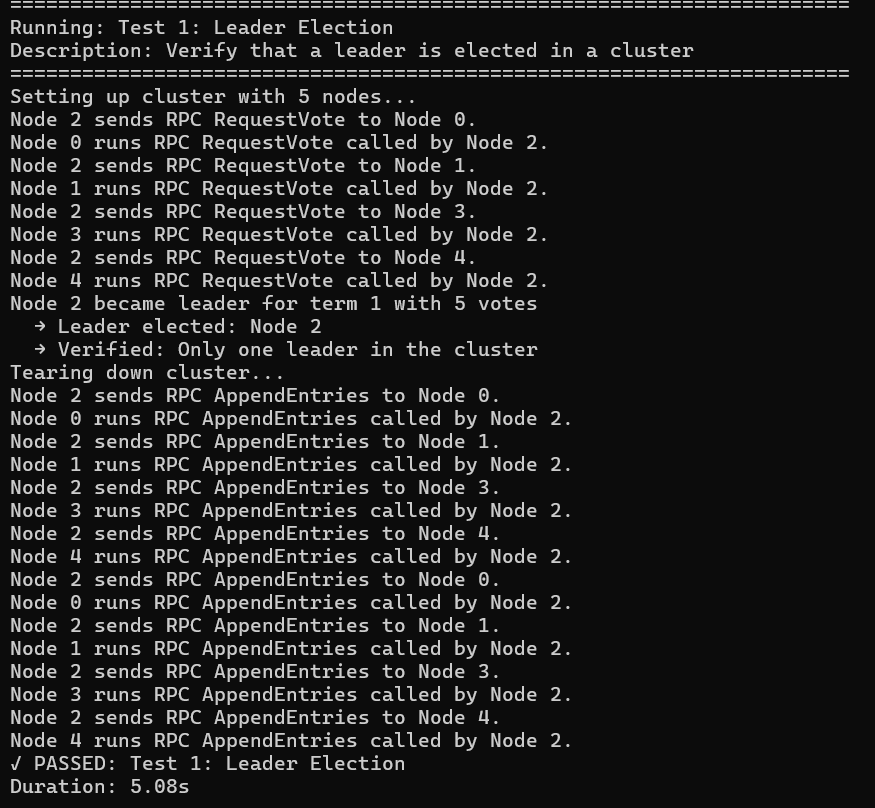 ======================================================================
Running: Test 1: Leader Election
Description: Verify that a leader is elected in a cluster
======================================================================
Setting up cluster with 5 nodes...
Node 2 sends RPC RequestVote to Node 0.
Node 0 runs RPC RequestVote called by Node 2.
Node 2 sends RPC RequestVote to Node 1.
Node 1 runs RPC RequestVote called by Node 2.
Node 2 sends RPC RequestVote to Node 3.
Node 3 runs RPC RequestVote called by Node 2.
Node 2 sends RPC RequestVote to Node 4.
Node 4 runs RPC RequestVote called by Node 2.
Node 2 became leader for term 1 with 5 votes
  → Leader elected: Node 2
  → Verified: Only one leader in the cluster
Tearing down cluster...
Node 2 sends RPC AppendEntries to Node 0.
Node 0 runs RPC AppendEntries called by Node 2.
Node 2 sends RPC AppendEntries to Node 1.
Node 1 runs RPC AppendEntries called by Node 2.
Node 2 sends RPC AppendEntries to Node 3.
Node 3 runs RPC AppendEntries called by Node 2.
Node 2 sends RPC AppendEntries to Node 4.
Node 4 runs RPC AppendEntries called by Node 2.
Node 2 sends RPC AppendEntries to Node 0.
Node 0 runs RPC AppendEntries called by Node 2.
Node 2 sends RPC AppendEntries to Node 1.
Node 1 runs RPC AppendEntries called by Node 2.
Node 2 sends RPC AppendEntries to Node 3.
Node 3 runs RPC AppendEntries called by Node 2.
Node 2 sends RPC AppendEntries to Node 4.
Node 4 runs RPC AppendEntries called by Node 2.
✓ PASSED: Test 1: Leader Election
Duration: 5.08s